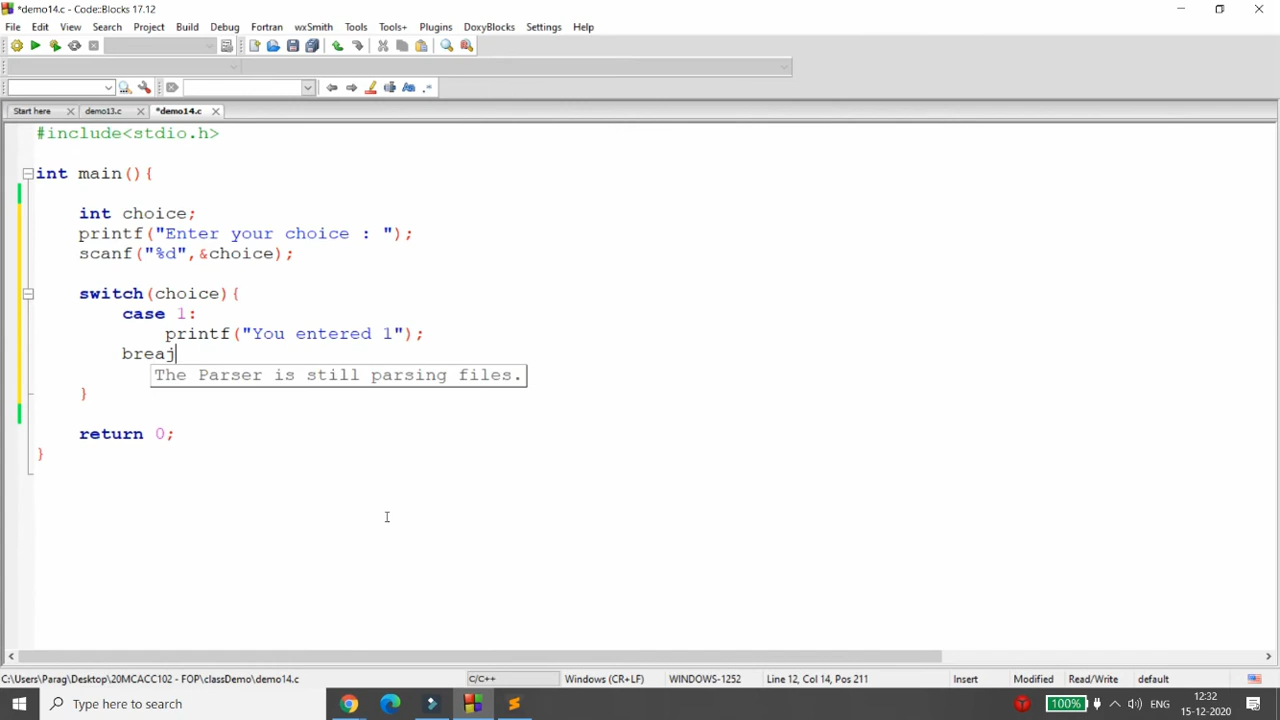 *demo14.c - Code::Blocks 17.12
File Edit View Search Project Build Debug Fortran wxSmith Tools Tools+ Plugins DoxyBlocks Settings Help
Start here demo13.c *demo14.c
#include<stdio.h>
int main(){
int choice;
printf("Enter your choice : ");
scanf("%d",&choice);
switch(choice){
case 1:
printf("You entered 1");
breaj
The Parser is still parsing files.
}
return 0;
}
C:\Users\Parag\Desktop\20MCACC102 - FOP\classDemo\demo14.c C/C++ Windows (CR+LF) WINDOWS-1252 Line 12, Col 14, Pos 211 Insert Modified Read/Write default
Type here to search 100% ENG 12:32
15-12-2020